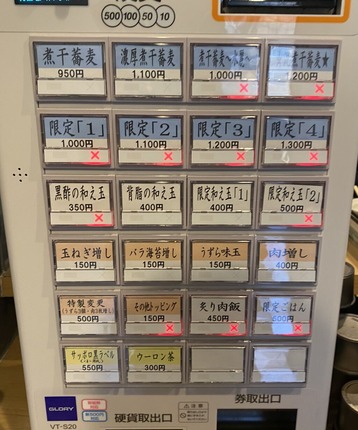 500 100 50 10
煮干蕎麦
950円
濃厚煮干蕎麦
1,100円
1,000円
1,200円
限定「1」
1,000円
限定「2」
1,100円
限定「3」
1,200円
限定「4」
1,300円
黒酢の和え玉
350円
背脂の和え玉
400円
限定和え玉「1」
400円
限定和え玉「2」
500円
玉ねぎ増し
150円
バラ海苔増し
150円
うずら味玉
150円
肉増し
400円
特製変更
500円
その他トッピング
150円
炙り肉飯
450円
限定ごはん
500円
サッポロ黒ラベル
550円
ウーロン茶
300円
GLORY
VT-S20
硬貨取出口
注意
券取出口